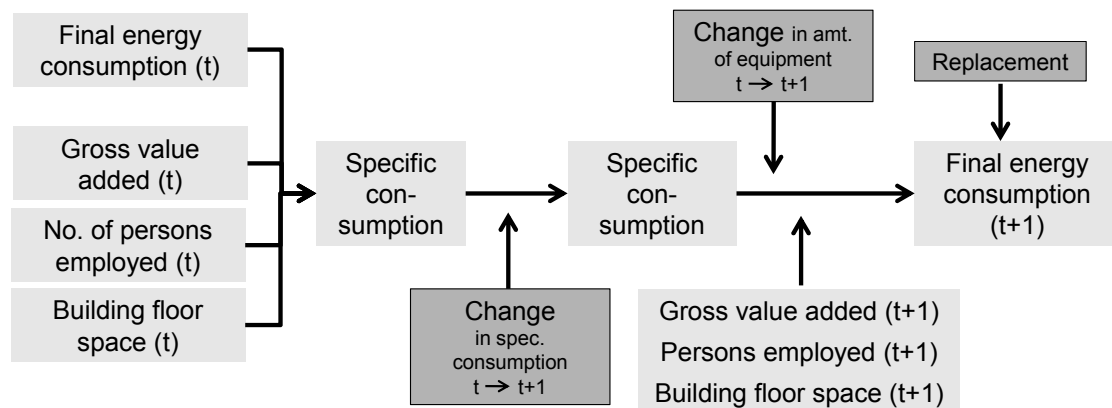 Final energy
consumption (t)
Gross value
added (t)
No. of persons
employed (t)
Building floor
space (t)
Specific
con-
sumption
Change
in spec.
consumption
t → t+1
Specific
con-
sumption
Change in amt.
of equipment
t → t+1
Gross value added (t+1)
Persons employed (t+1)
Building floor space (t+1)
Replacement
Final energy
consumption
(t+1)